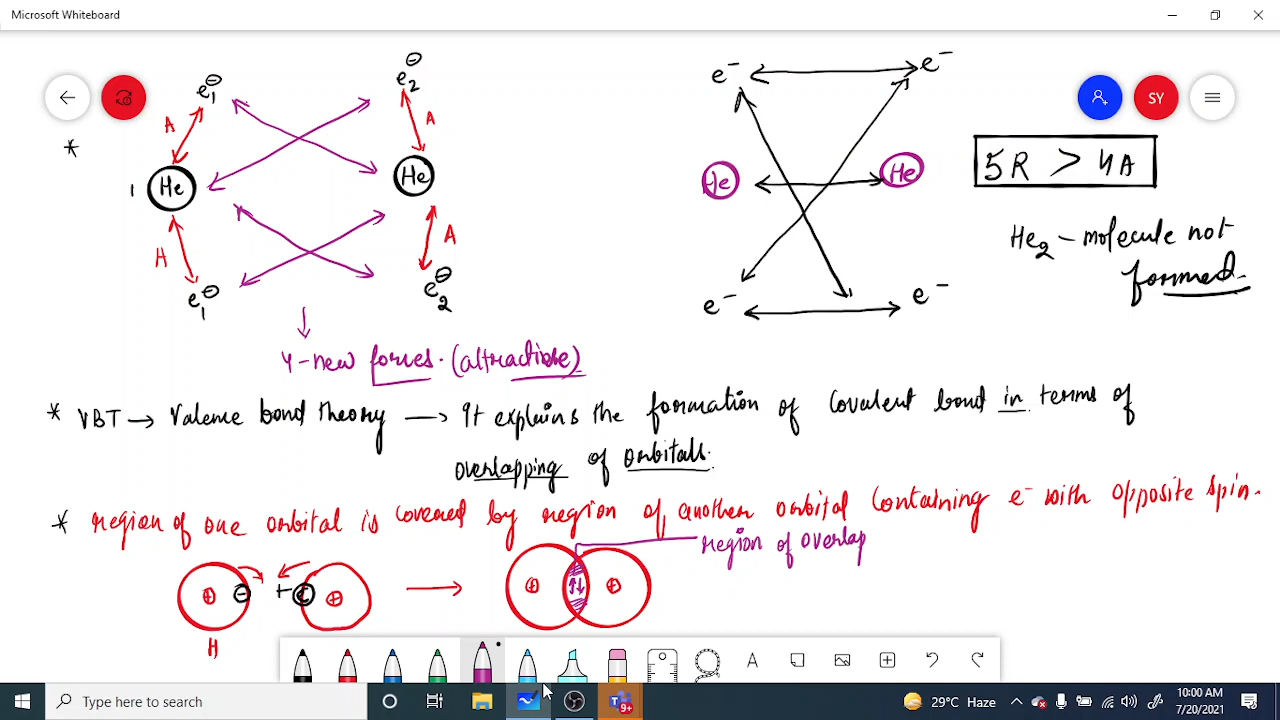 Microsoft Whiteboard
SY
*
e₁⊖ e₂⊖
A A
1 He He
H A
e₁⊖ e₂⊖
4-new forces. (attractive)
e⁻ e⁻
He He
e⁻ e⁻
5R > 4A
He₂ - molecule not
formed.
* VBT → Valence bond theory → It explains the formation of covalent bond in terms of
overlapping of orbitals.
* region of one orbital is covered by region of another orbital containing e⁻ with opposite spin.
region of overlap
+ - + +
→ + ↑↓ +
H
A
Type here to search
9+
29°C Haze
10:00 AM
7/20/2021